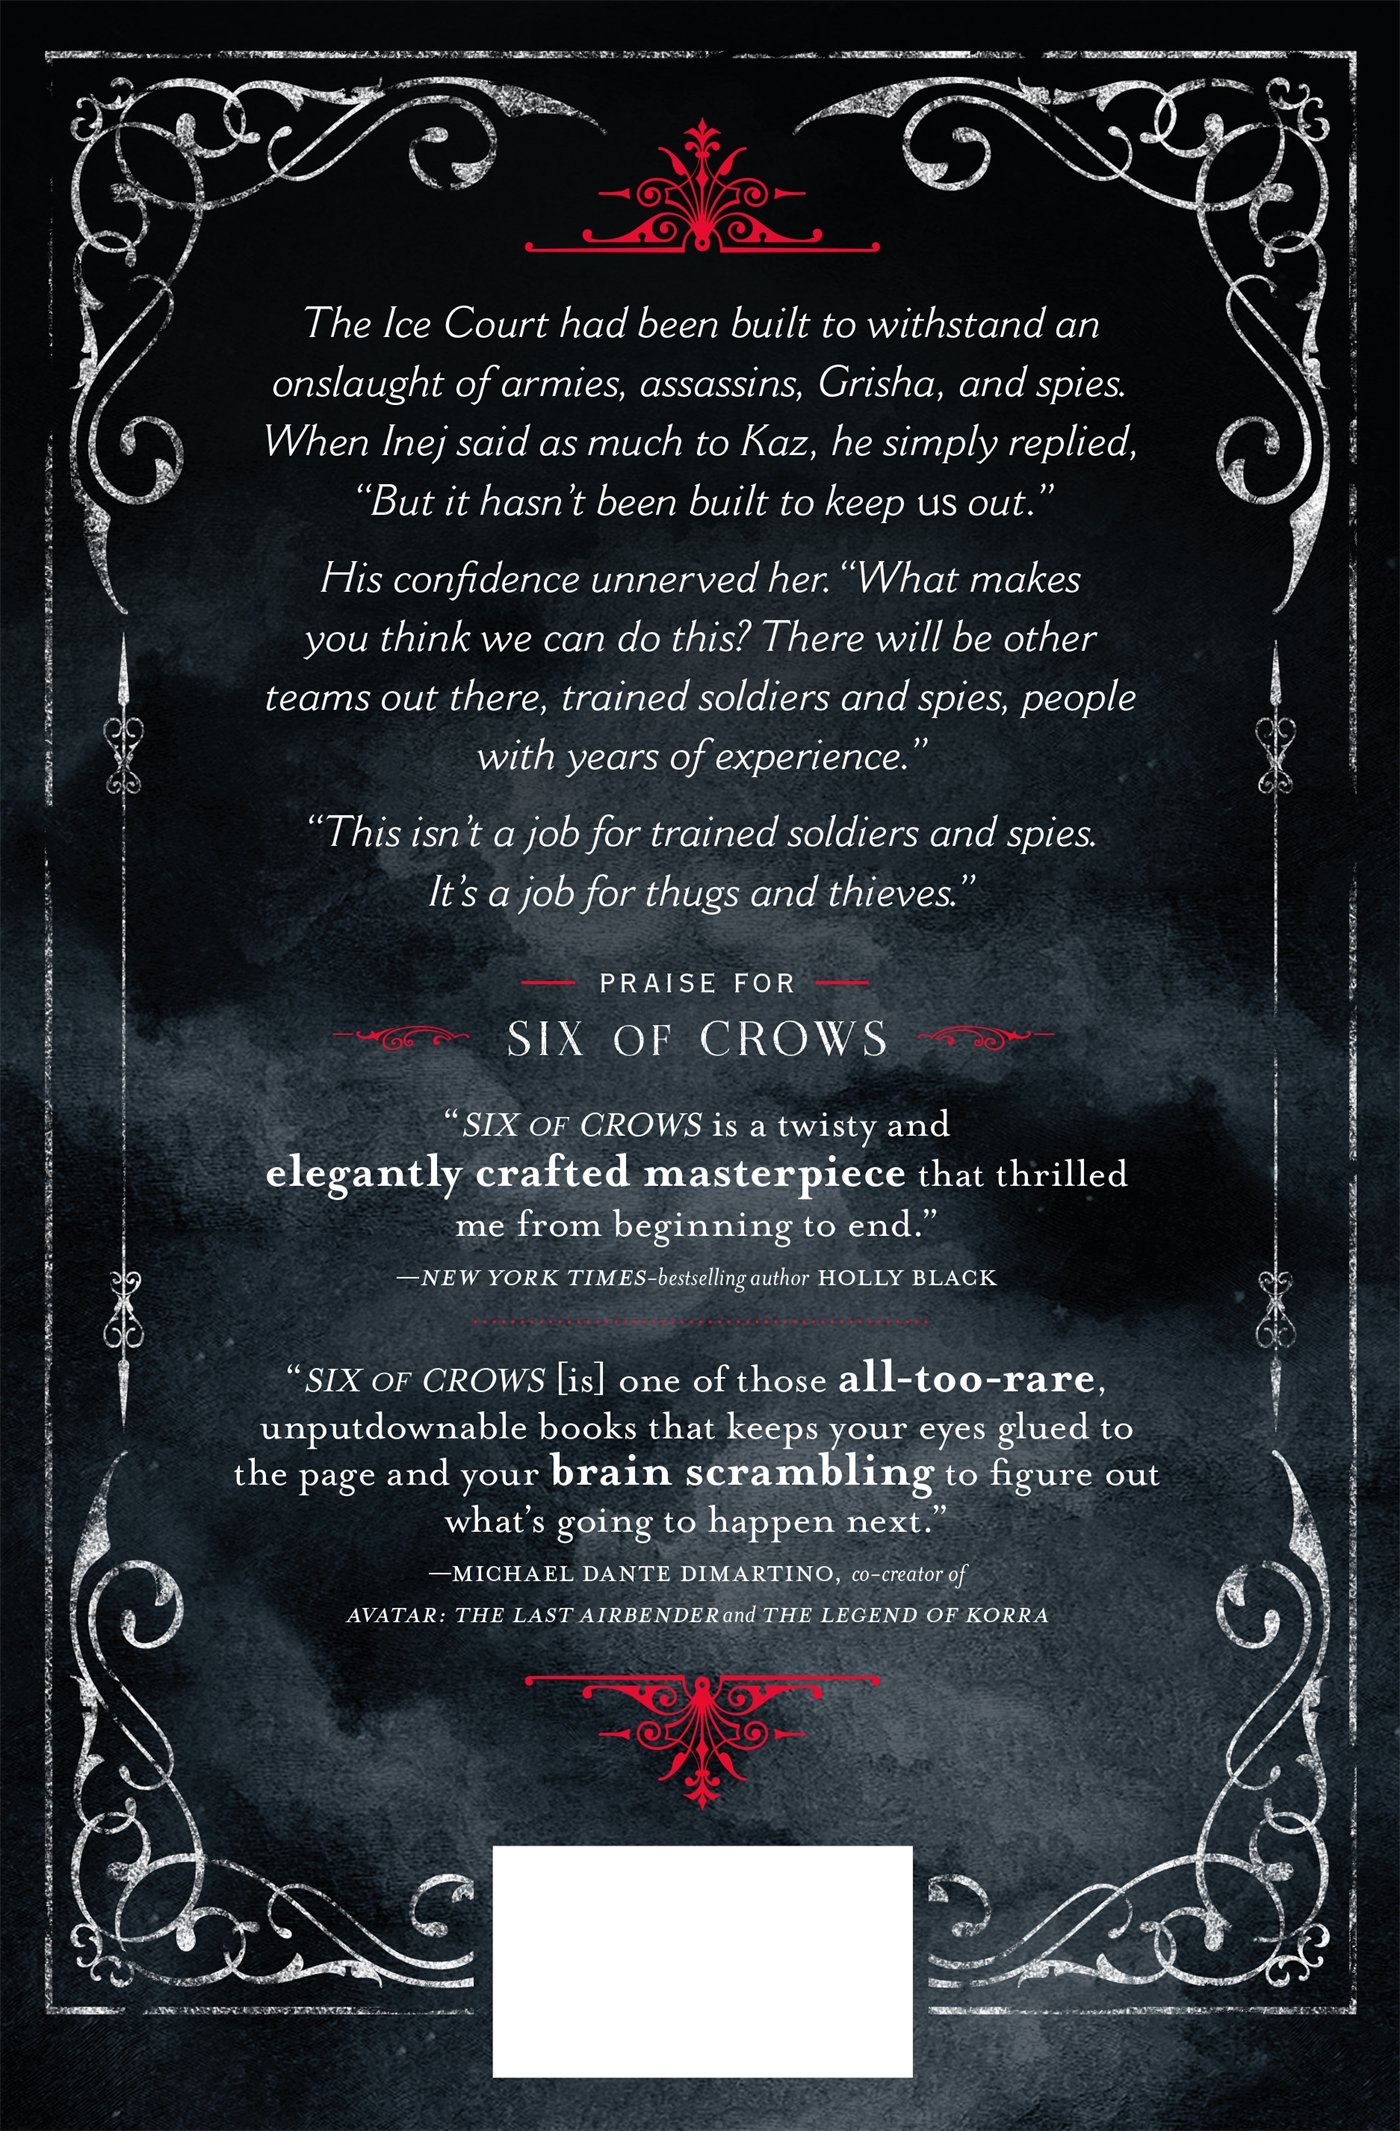 The Ice Court had been built to withstand an
onslaught of armies, assassins, Grisha, and spies.
When Inej said as much to Kaz, he simply replied,
“But it hasn’t been built to keep us out.”
His confidence unnerved her. “What makes
you think we can do this? There will be other
teams out there, trained soldiers and spies, people
with years of experience.”
“This isn’t a job for trained soldiers and spies.
It’s a job for thugs and thieves.”
PRAISE FOR
SIX OF CROWS
“SIX OF CROWS is a twisty and
elegantly crafted masterpiece that thrilled
me from beginning to end.”
—NEW YORK TIMES–bestselling author HOLLY BLACK
“SIX OF CROWS [is] one of those all-too-rare,
unputdownable books that keeps your eyes glued to
the page and your brain scrambling to figure out
what’s going to happen next.”
—MICHAEL DANTE DIMARTINO, co-creator of
AVATAR: THE LAST AIRBENDER and THE LEGEND OF KORRA